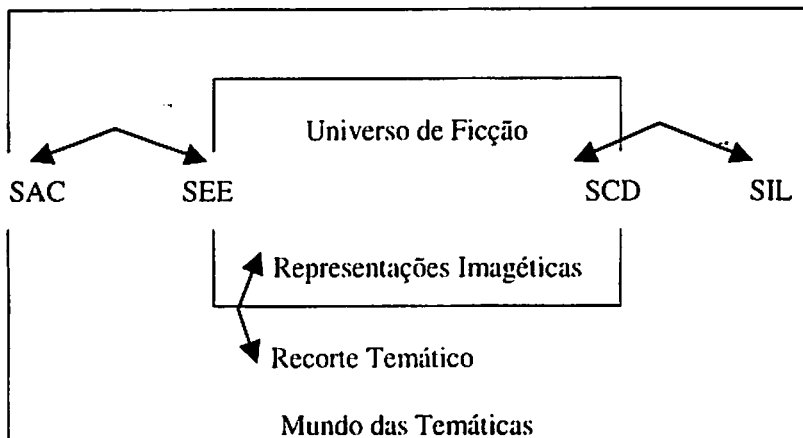 Universo de Ficção
SAC SEE SCD SIL
Representações Imagéticas
Recorte Temático
Mundo das Temáticas